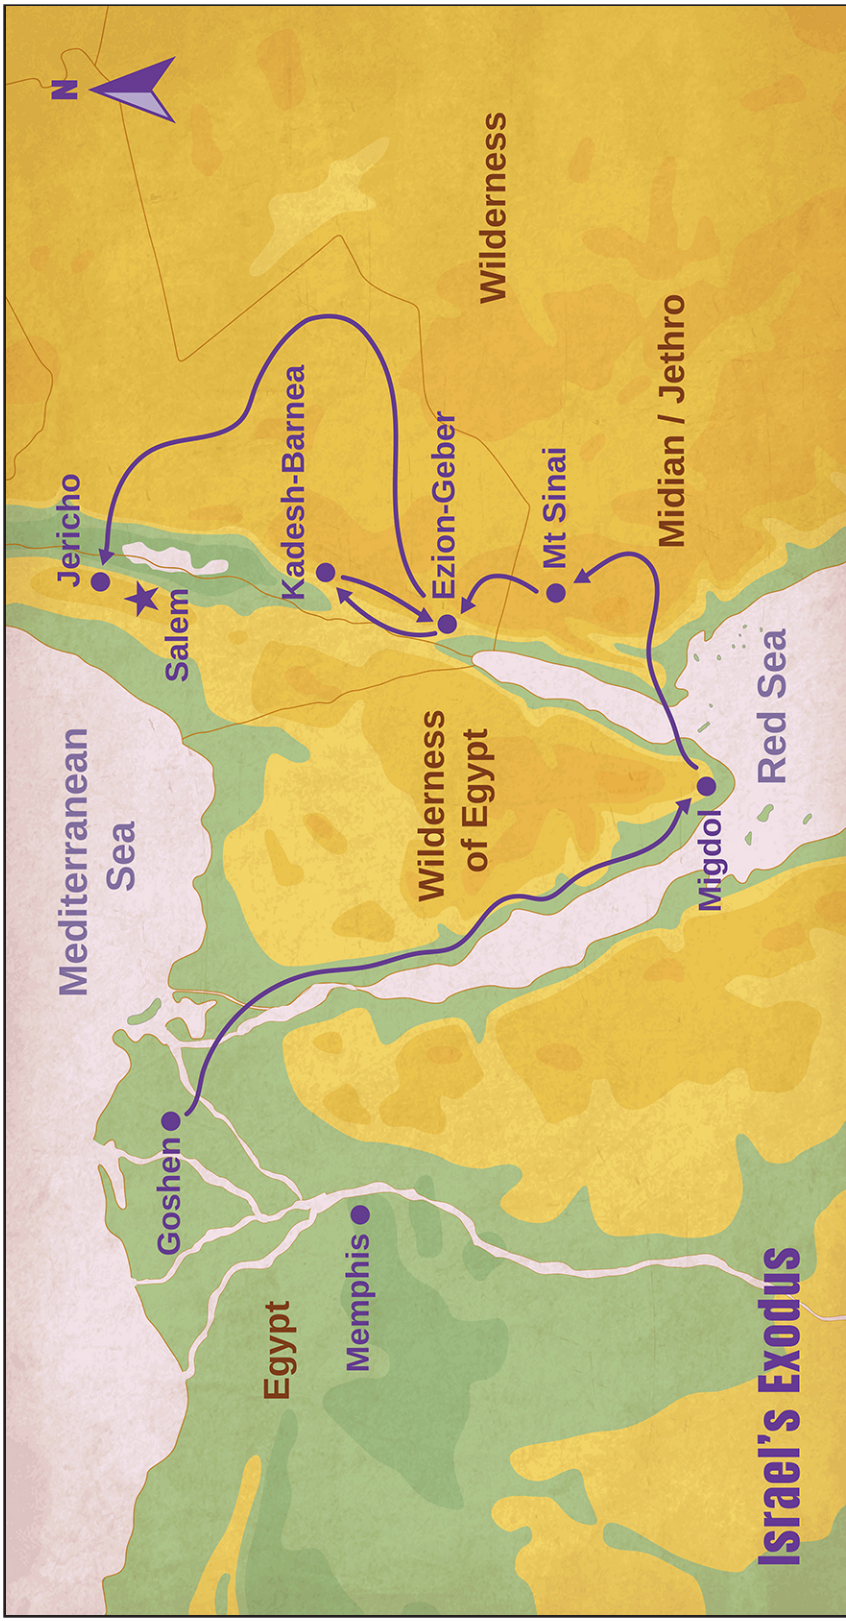 N
Wilderness
Midian / Jethro
Jericho
Kadesh-Barnea
Ezion-Geber
Mt Sinai
Salem
Red Sea
Mediterranean
Sea
Wilderness
of Egypt
Migdol
Goshen
Memphis
Egypt
Israel's Exodus